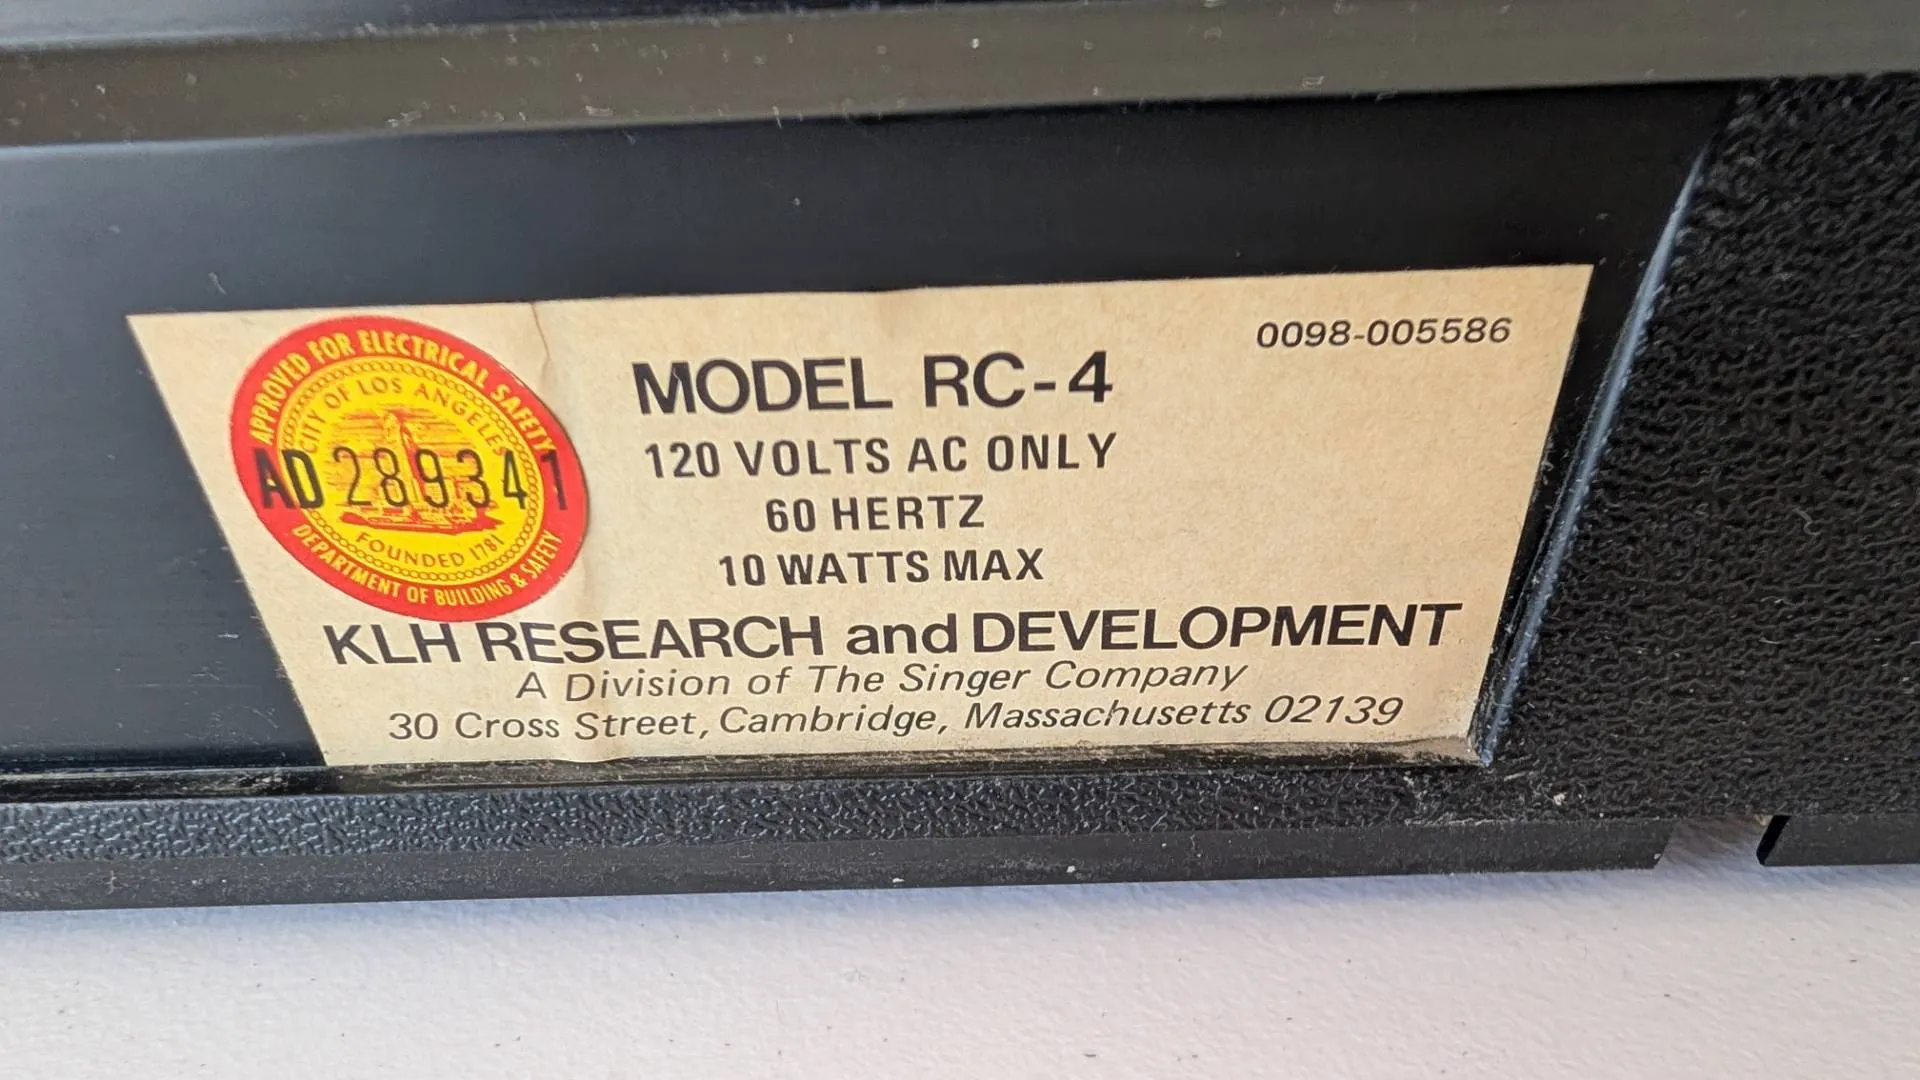 APPROVED FOR ELECTRICAL SAFETY
CITY OF LOS ANGELES
AD 289341
FOUNDED 1781
DEPARTMENT OF BUILDING & SAFETY
0098-005586
MODEL RC-4
120 VOLTS AC ONLY
60 HERTZ
10 WATTS MAX
KLH RESEARCH and DEVELOPMENT
A Division of The Singer Company
30 Cross Street, Cambridge, Massachusetts 02139